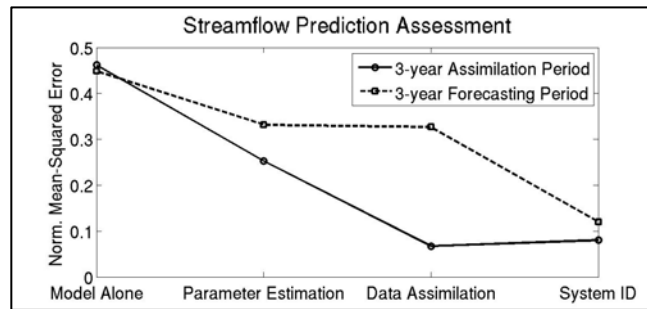 Streamflow Prediction Assessment
Norm. Mean-Squared Error
0.5
0.4
0.3
0.2
0.1
0
3-year Assimilation Period
3-year Forecasting Period
Model Alone Parameter Estimation Data Assimilation System ID